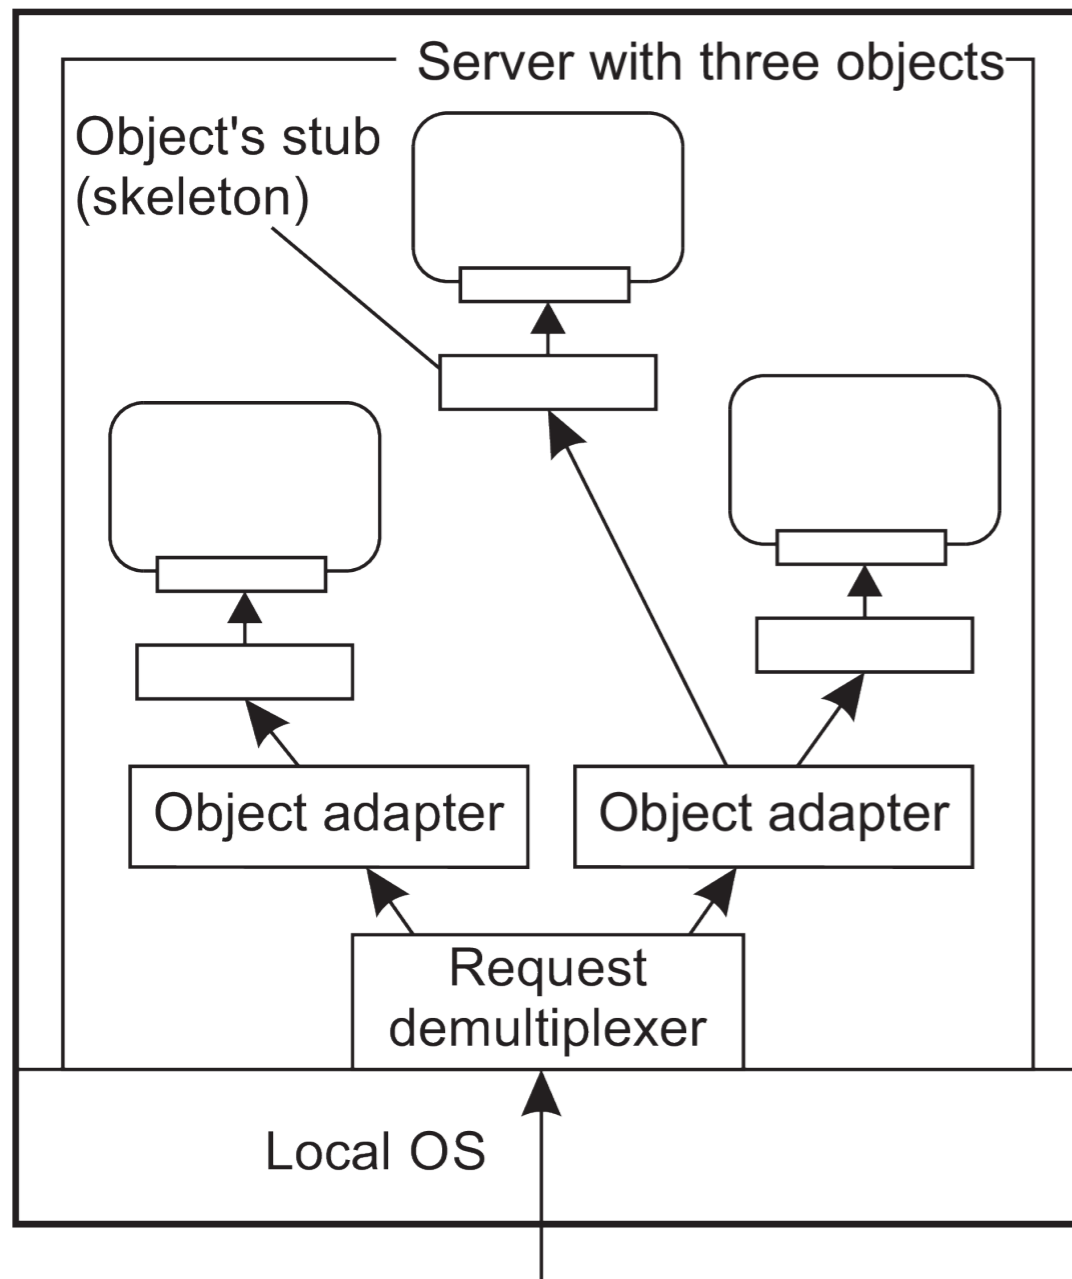 Server with three objects
Object's stub
(skeleton)
Object adapter
Object adapter
Request
demultiplexer
Local OS